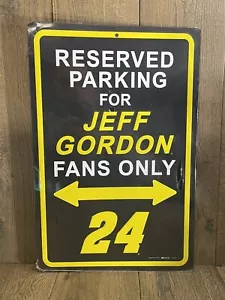 RESERVED
PARKING
FOR
JEFF
GORDON
FANS ONLY
24